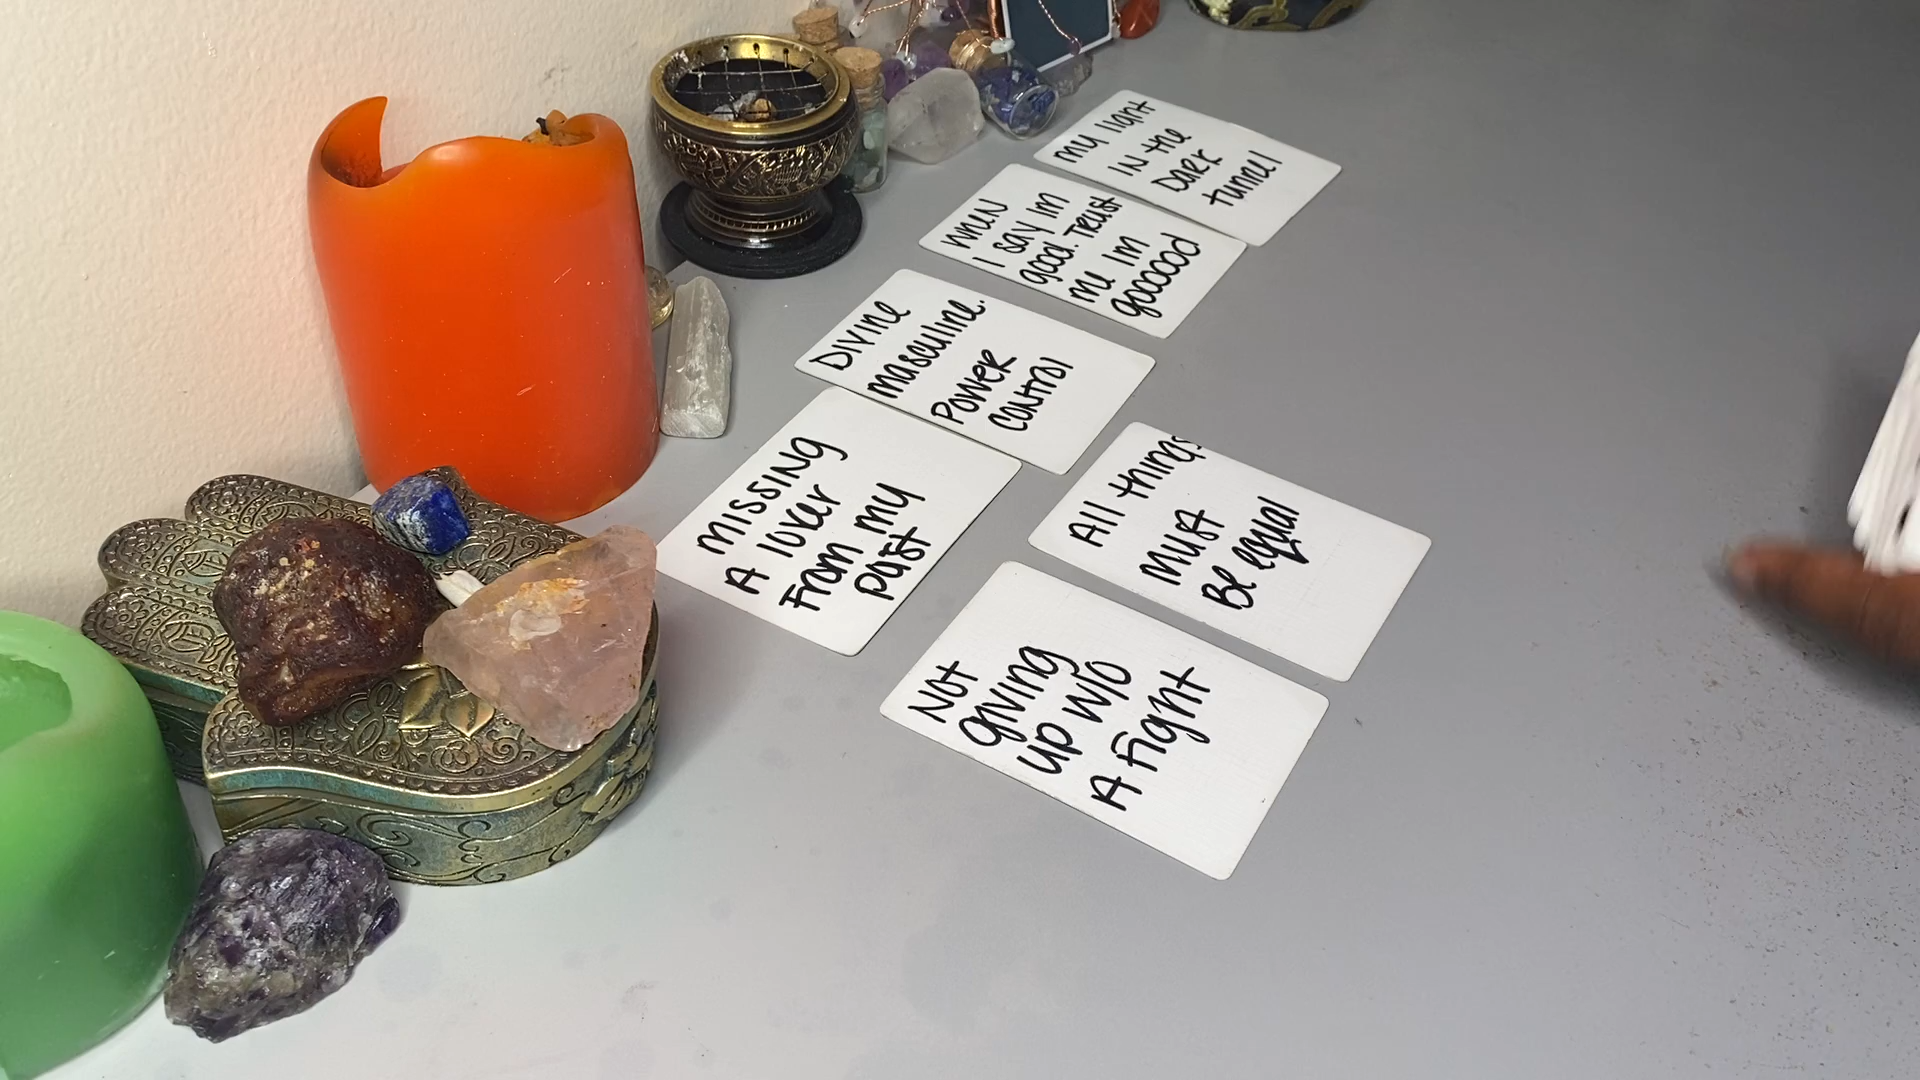 my light
IN the
Dark
tunnel
when
I say im
good. Trust
me im
goooood
Divine
masculine.
Power
control
missing
A lover
From my
past
All things
must
Be equal
Not
giving
up w/o
A Fight